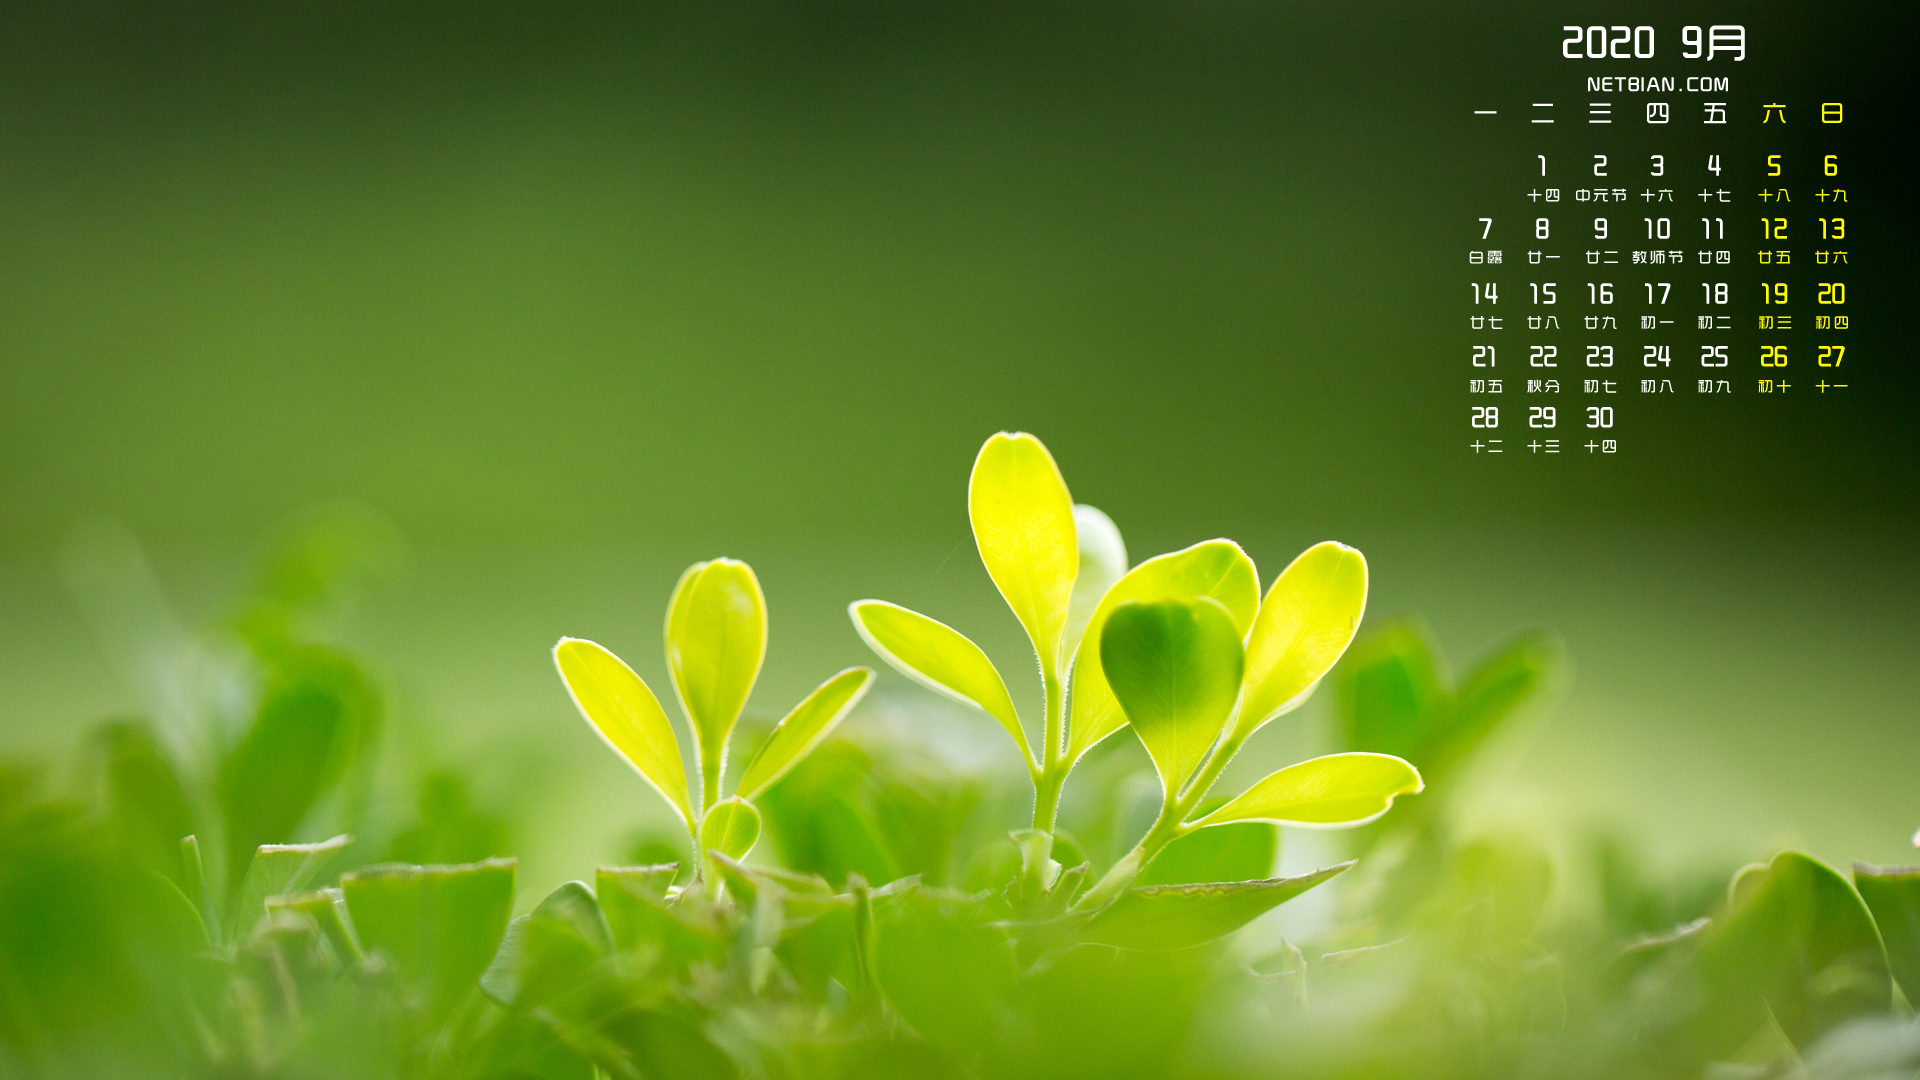 2020 9月
NETBIAN.COM
一 二 三 四 五 六 日
1 2 3 4 5 6
十四 中元节 十六 十七 十八 十九
7 8 9 10 11 12 13
白露 廿一 廿二 教师节 廿四 廿五 廿六
14 15 16 17 18 19 20
廿七 廿八 廿九 初一 初二 初三 初四
21 22 23 24 25 26 27
初五 秋分 初七 初八 初九 初十 十一
28 29 30
十二 十三 十四